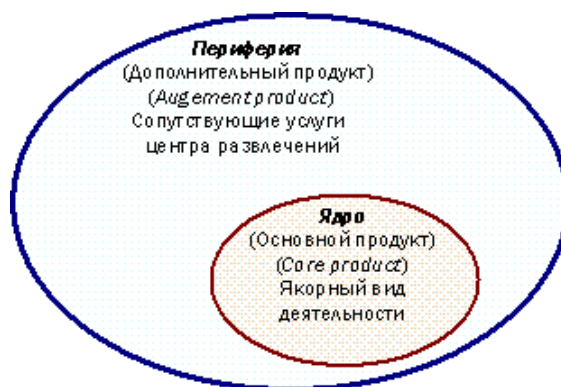 Периферия
(Дополнительный продукт)
(Augement product)
Сопутствующие услуги
центра развлечений
Ядро
(Основной продукт)
(Core product)
Якорный вид
деятельности